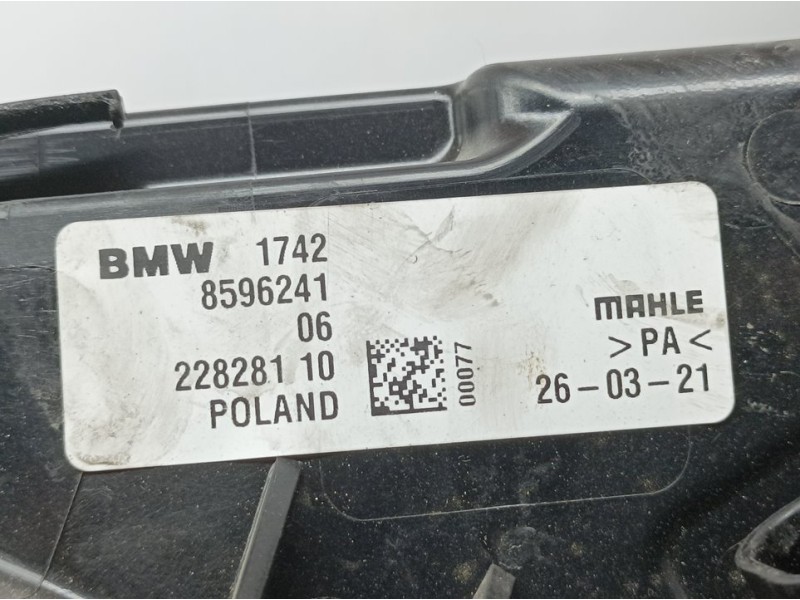 BMW 1742
8596241
06
228281 10
POLAND
00077
MAHLE
>PA<
26-03-21